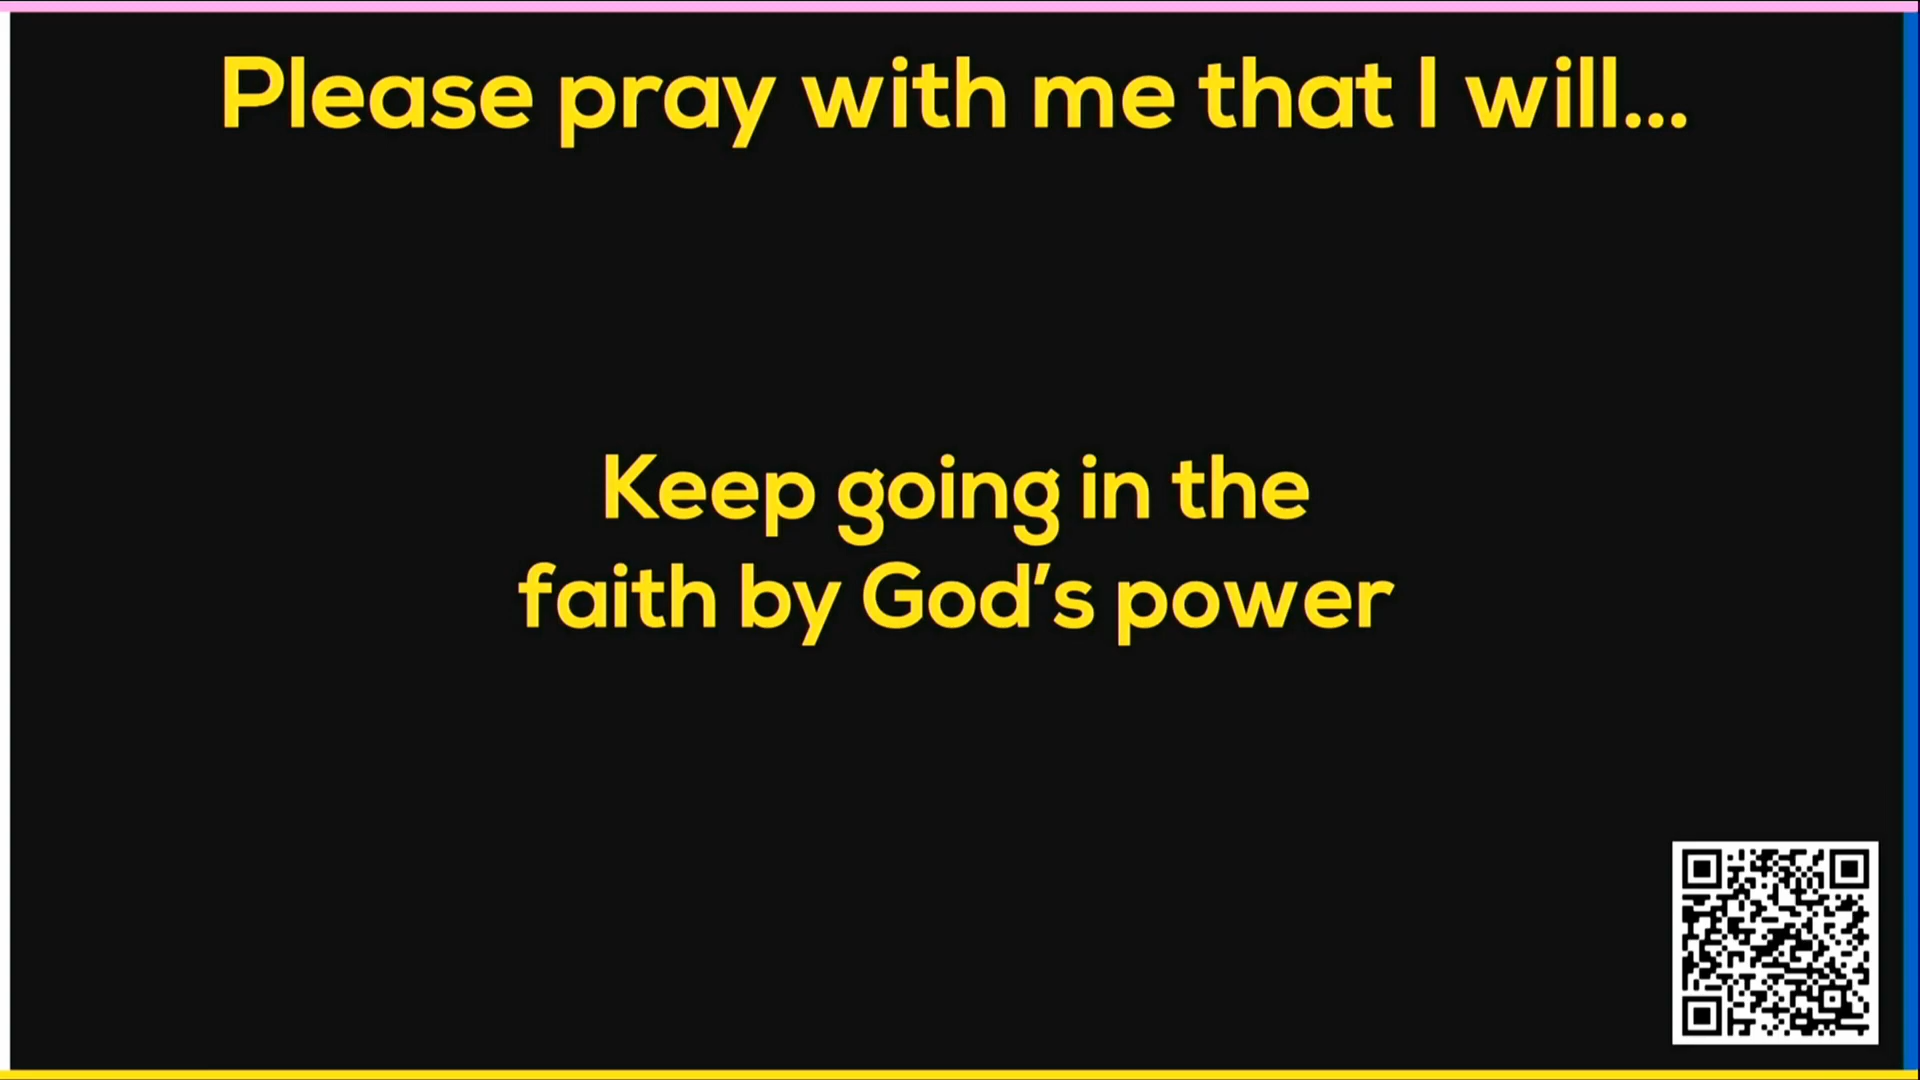 Please pray with me that I will...
Keep going in the
faith by God’s power